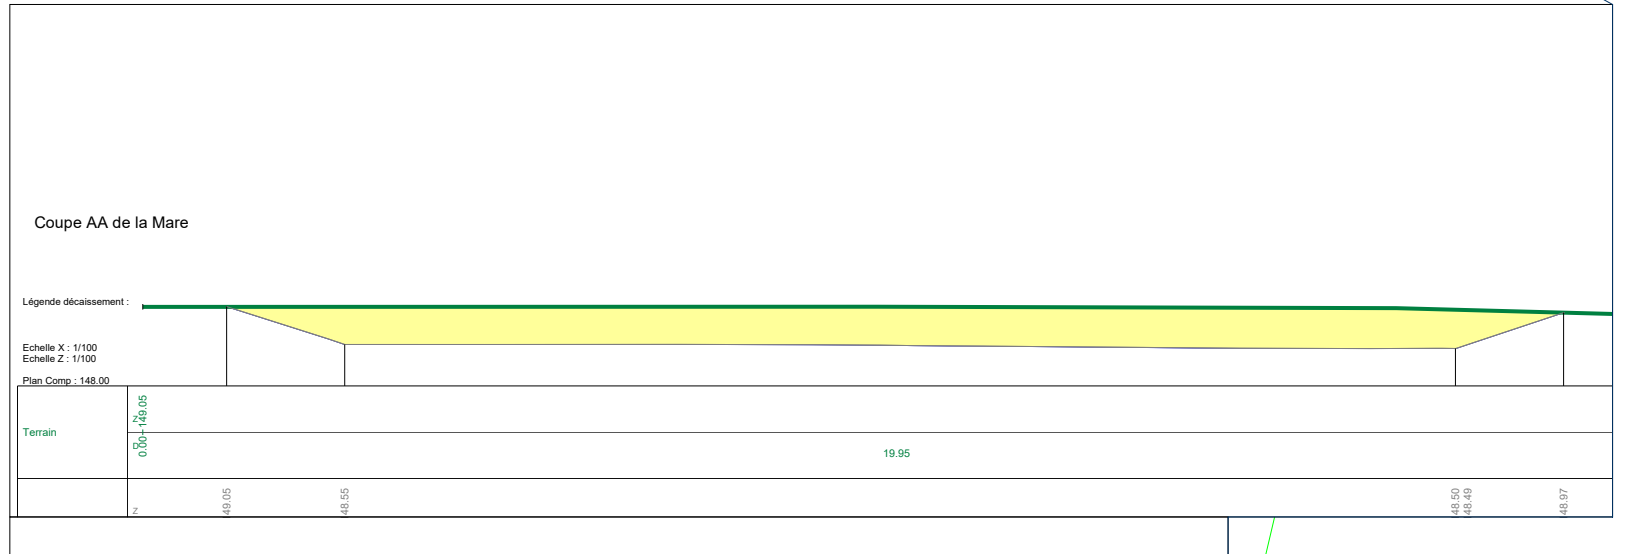 Coupe AA de la Mare
Légende décaissement :
Echelle X : 1/100
Echelle Z : 1/100
Plan Comp : 148.00
Terrain
Z
149.05
D
0.00
19.95
Z
49.05
48.55
48.50
48.49
48.97